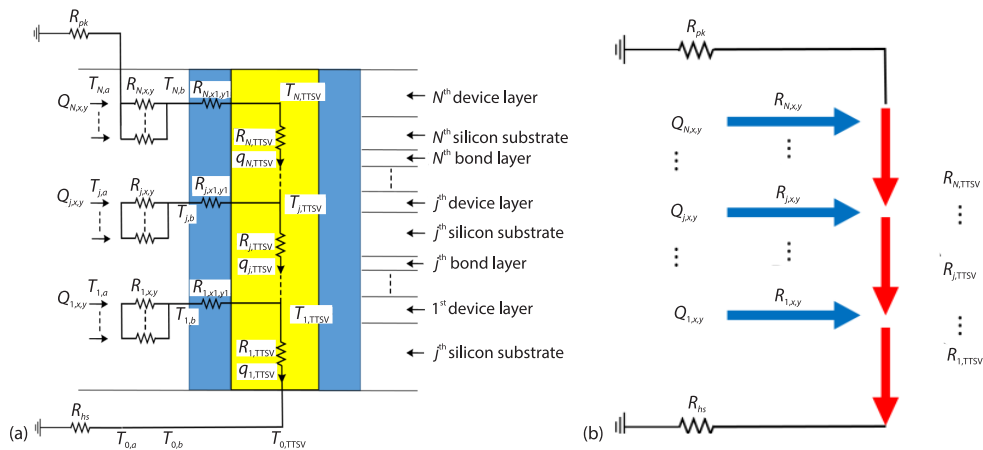 R_pk
T_N,a
R_N,x,y
T_N,b
R_N,x1,y1
T_N,TTSV
Q_N,x,y
R_N,TTSV
q_N,TTSV
N^th device layer
N^th silicon substrate
N^th bond layer
T_j,a
R_j,x,y
R_j,x1,y1
Q_j,x,y
T_j,b
T_j,TTSV
R_j,TTSV
q_j,TTSV
j^th device layer
j^th silicon substrate
j^th bond layer
T_1,a
R_1,x,y
R_1,x1,y1
Q_1,x,y
T_1,b
T_1,TTSV
R_1,TTSV
q_1,TTSV
1^st device layer
j^th silicon substrate
R_hs
(a)
T_0,a
T_0,b
T_0,TTSV
R_pk
Q_N,x,y
R_N,x,y
⋮
⋮
R_N,TTSV
Q_j,x,y
R_j,x,y
⋮
⋮
⋮
R_j,TTSV
Q_1,x,y
R_1,x,y
⋮
R_1,TTSV
R_hs
(b)